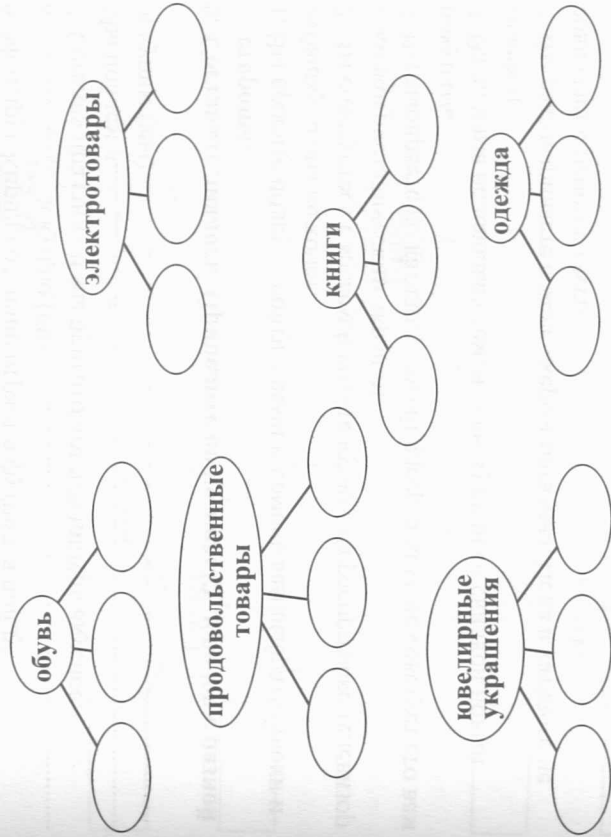 обувь
электротовары
продовольственные
товары
книги
ювелирные
украшения
одежда